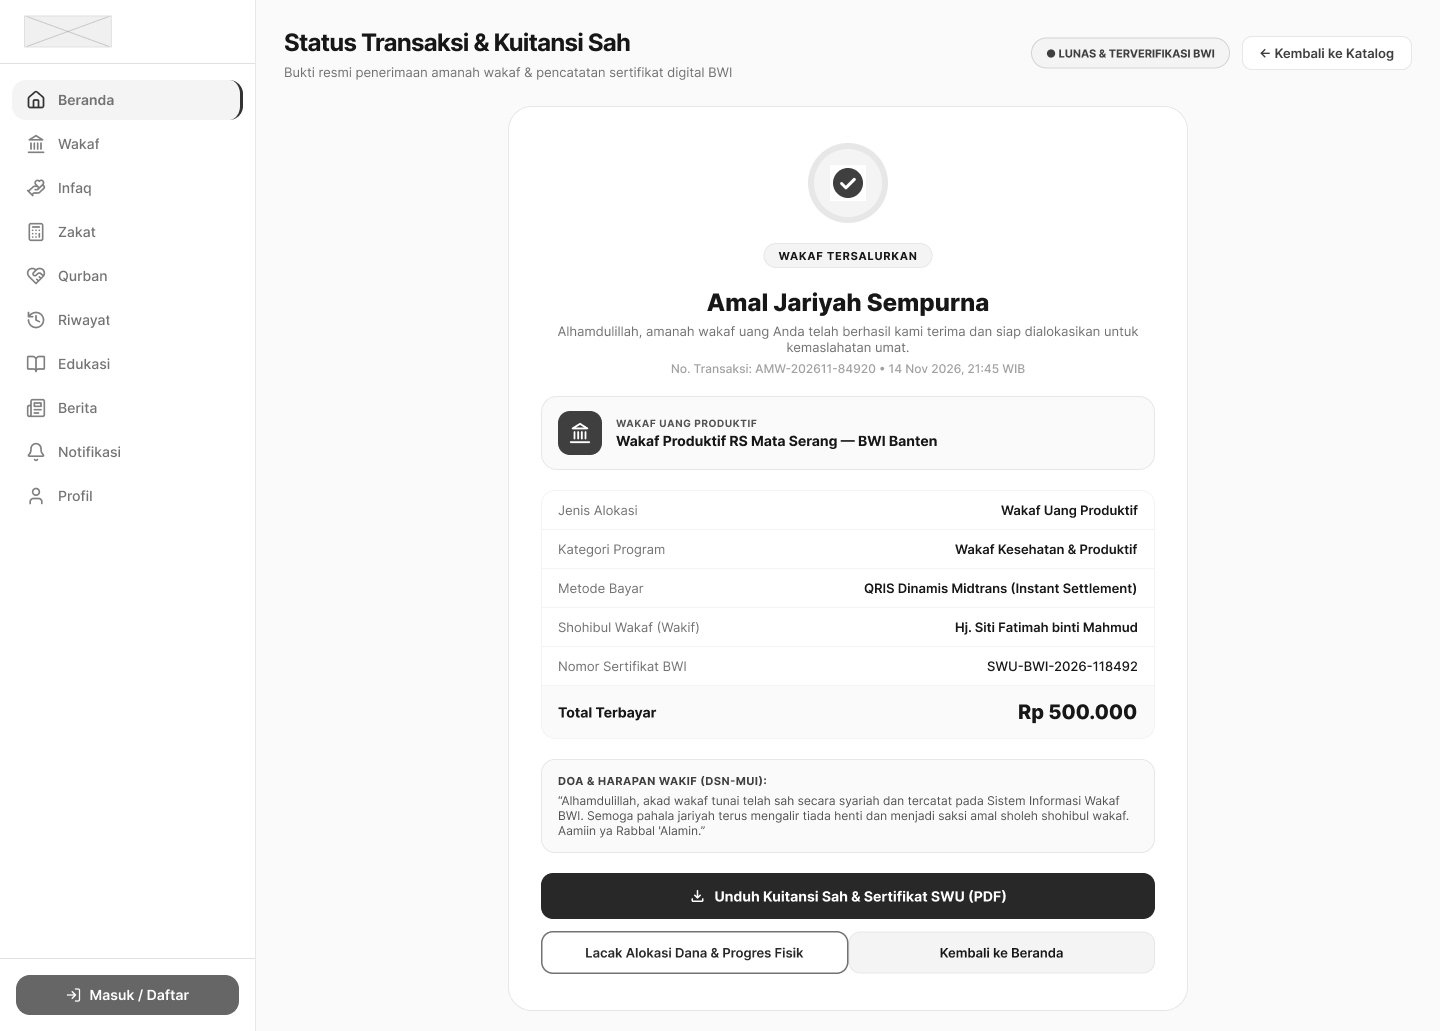 Status Transaksi & Kuitansi Sah
Bukti resmi penerimaan amanah wakaf & pencatatan sertifikat digital BWI
LUNAS & TERVERIFIKASI BWI
← Kembali ke Katalog
Beranda
Wakaf
Infaq
Zakat
Qurban
Riwayat
Edukasi
Berita
Notifikasi
Profil
Masuk / Daftar
WAKAF TERSALURKAN
Amal Jariyah Sempurna
Alhamdulillah, amanah wakaf uang Anda telah berhasil kami terima dan siap dialokasikan untuk
kemaslahatan umat.
No. Transaksi: AMW-202611-84920 • 14 Nov 2026, 21:45 WIB
WAKAF UANG PRODUKTIF
Wakaf Produktif RS Mata Serang — BWI Banten
Jenis Alokasi Wakaf Uang Produktif
Kategori Program Wakaf Kesehatan & Produktif
Metode Bayar QRIS Dinamis Midtrans (Instant Settlement)
Shohibul Wakaf (Wakif) Hj. Siti Fatimah binti Mahmud
Nomor Sertifikat BWI SWU-BWI-2026-118492
Total Terbayar Rp 500.000
DOA & HARAPAN WAKIF (DSN-MUI):
“Alhamdulillah, akad wakaf tunai telah sah secara syariah dan tercatat pada Sistem Informasi Wakaf
BWI. Semoga pahala jariyah terus mengalir tiada henti dan menjadi saksi amal sholeh shohibul wakaf.
Aamiin ya Rabbal 'Alamin.”
Unduh Kuitansi Sah & Sertifikat SWU (PDF)
Lacak Alokasi Dana & Progres Fisik
Kembali ke Beranda